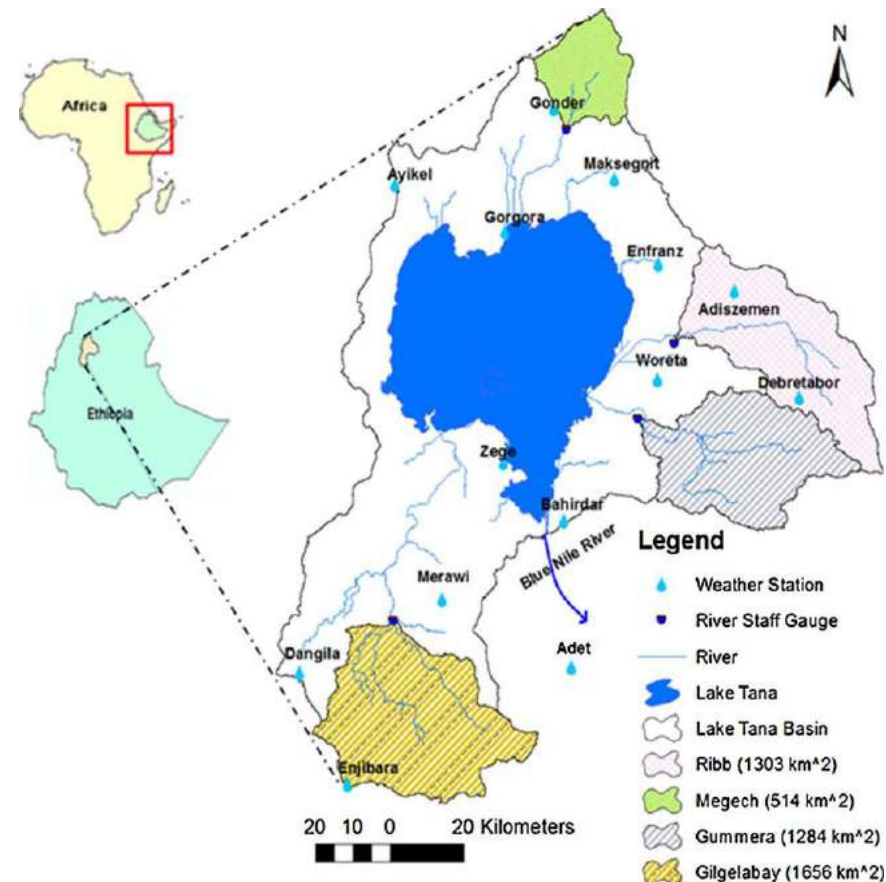 N
Africa
Gonder
Maksegnit
Ayikel
Gorgora
Enfranz
Adiszemen
Woreta
Debretabor
Ethiopia
Zege
Bahirdar
Blue Nile River
Merawi
Adet
Dangila
Enjibara
20 10 0 20 Kilometers
Legend
Weather Station
River Staff Gauge
River
Lake Tana
Lake Tana Basin
Ribb (1303 km^2)
Megech (514 km^2)
Gummera (1284 km^2)
Gilgelabay (1656 km^2)